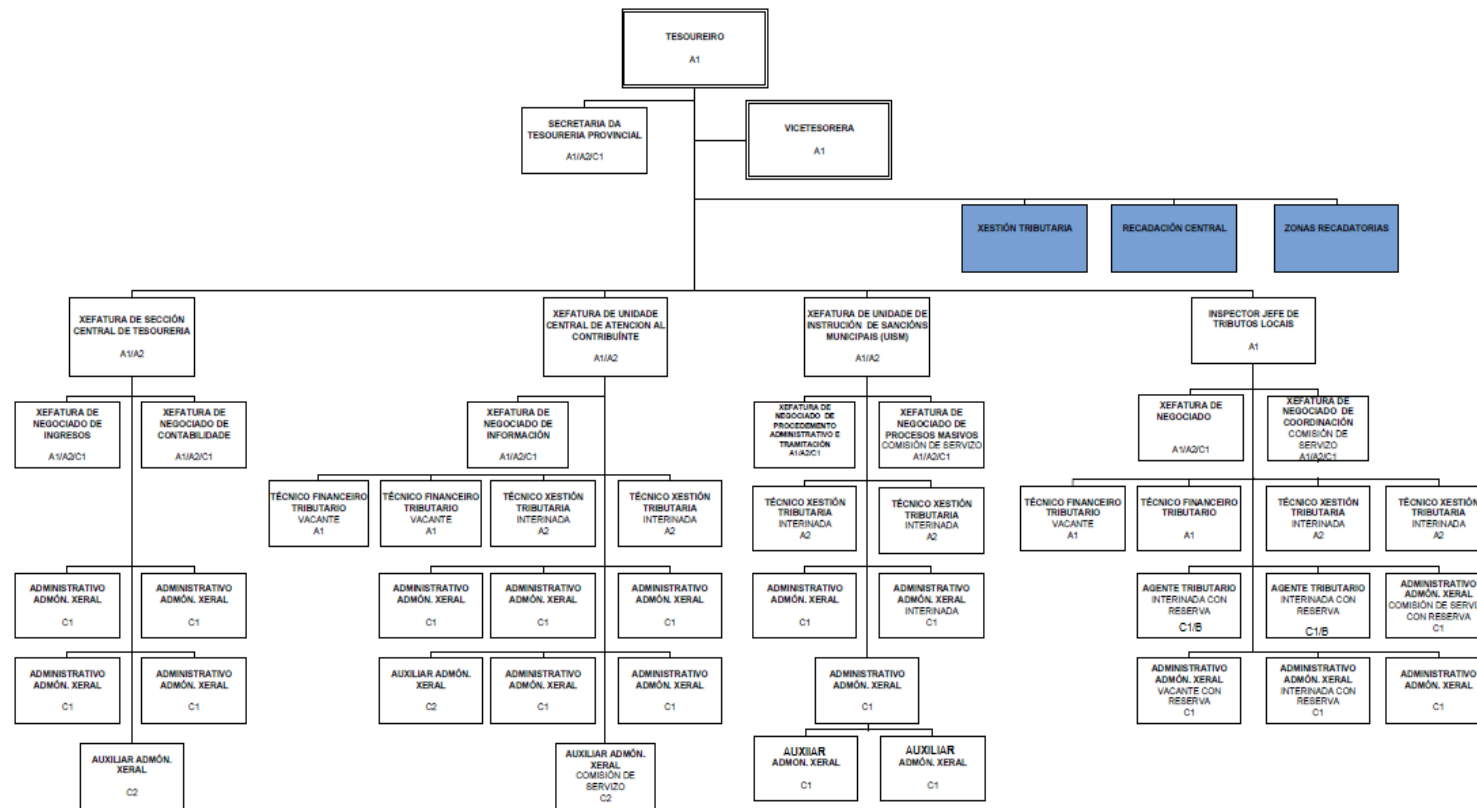 TESOUREIRO
A1
SECRETARIA DA
TESOURERIA PROVINCIAL
A1/A2/C1
VICETESORERA
A1
XESTIÓN TRIBUTARIA
RECADACIÓN CENTRAL
ZONAS RECADATORIAS
XEFATURA DE SECCIÓN
CENTRAL DE TESOURERIA
A1/A2
XEFATURA DE UNIDADE
CENTRAL DE ATENCION AL
CONTRIBUÍNTE
A1/A2
XEFATURA DE UNIDADE DE
INSTRUCIÓN DE SANCIÓNS
MUNICIPAIS (UISM)
A1/A2
INSPECTOR JEFE DE
TRIBUTOS LOCAIS
A1
XEFATURA DE
NEGOCIADO DE
INGRESOS
A1/A2/C1
XEFATURA DE
NEGOCIADO DE
CONTABILIDADE
A1/A2/C1
XEFATURA DE
NEGOCIADO DE
INFORMACIÓN
A1/A2/C1
XEFATURA DE
NEGOCIADO DE
PROCEDEMENTO
ADMINISTRATIVO E
TRAMITACIÓN
A1/A2/C1
XEFATURA DE
NEGOCIADO DE
PROCESOS MASIVOS
COMISIÓN DE SERVIZO
A1/A2/C1
XEFATURA DE
NEGOCIADO
A1/A2/C1
XEFATURA DE
NEGOCIADO DE
COORDINACIÓN
COMISIÓN DE
SERVIZO
A1/A2/C1
TÉCNICO FINANCEIRO
TRIBUTARIO
VACANTE
A1
TÉCNICO FINANCEIRO
TRIBUTARIO
VACANTE
A1
TÉCNICO XESTIÓN
TRIBUTARIA
INTERINADA
A2
TÉCNICO XESTIÓN
TRIBUTARIA
INTERINADA
A2
TÉCNICO XESTIÓN
TRIBUTARIA
INTERINADA
A2
TÉCNICO XESTIÓN
TRIBUTARIA
INTERINADA
A2
TÉCNICO FINANCEIRO
TRIBUTARIO
VACANTE
A1
TÉCNICO FINANCEIRO
TRIBUTARIO
A1
TÉCNICO XESTIÓN
TRIBUTARIA
INTERINADA
A2
TÉCNICO XESTIÓN
TRIBUTARIA
INTERINADA
A2
ADMINISTRATIVO
ADMÓN. XERAL
C1
ADMINISTRATIVO
ADMÓN. XERAL
C1
ADMINISTRATIVO
ADMÓN. XERAL
C1
ADMINISTRATIVO
ADMÓN. XERAL
C1
ADMINISTRATIVO
ADMÓN. XERAL
C1
ADMINISTRATIVO
ADMÓN. XERAL
C1
ADMINISTRATIVO
ADMÓN. XERAL
INTERINADA
C1
AGENTE TRIBUTARIO
INTERINADA CON
RESERVA
C1/B
AGENTE TRIBUTARIO
INTERINADA CON
RESERVA
C1/B
ADMINISTRATIVO
ADMÓN. XERAL
COMISIÓN DE SERVIZ
CON RESERVA
C1
ADMINISTRATIVO
ADMÓN. XERAL
C1
ADMINISTRATIVO
ADMÓN. XERAL
C1
AUXILIAR ADMÓN.
XERAL
C2
ADMINISTRATIVO
ADMÓN. XERAL
C1
ADMINISTRATIVO
ADMÓN. XERAL
C1
ADMINISTRATIVO
ADMÓN. XERAL
C1
ADMINISTRATIVO
ADMÓN. XERAL
VACANTE CON
RESERVA
C1
ADMINISTRATIVO
ADMÓN. XERAL
INTERINADA CON
RESERVA
C1
ADMINISTRATIVO
ADMÓN. XERAL
C1
AUXILIAR ADMÓN.
XERAL
C2
AUXILIAR ADMÓN.
XERAL
COMISIÓN DE
SERVIZO
C2
AUXIIAR
ADMON. XERAL
C1
AUXILIAR
ADMÓN. XERAL
C1